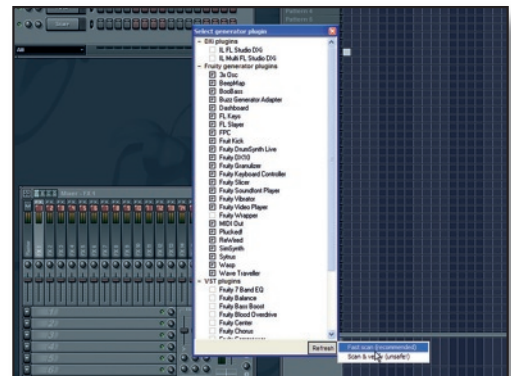 Pattern 4
Pattern 5
All
Select generator plugin
DXi plugins
IL FL Studio DXi
IL Multi FL Studio DXi
Fruity generator plugins
3x Osc
BeepMap
BooBass
Buzz Generator Adapter
Dashboard
FL Keys
FL Slayer
FPC
Fruit Kick
Fruity DrumSynth Live
Fruity DX10
Fruity Granulizer
Fruity Keyboard Controller
Fruity Slicer
Fruity Soundfont Player
Fruity Vibrator
Fruity Video Player
Fruity Wrapper
MIDI Out
Plucked!
ReWired
SimSynth
Sytrus
Wasp
Wave Traveller
VST plugins
Fruity 7 Band EQ
Fruity Balance
Fruity Bass Boost
Fruity Blood Overdrive
Fruity Center
Fruity Chorus
Fruity Compressor
Refresh
Fast scan (recommended)
Scan & (unsafe!)
Mixer